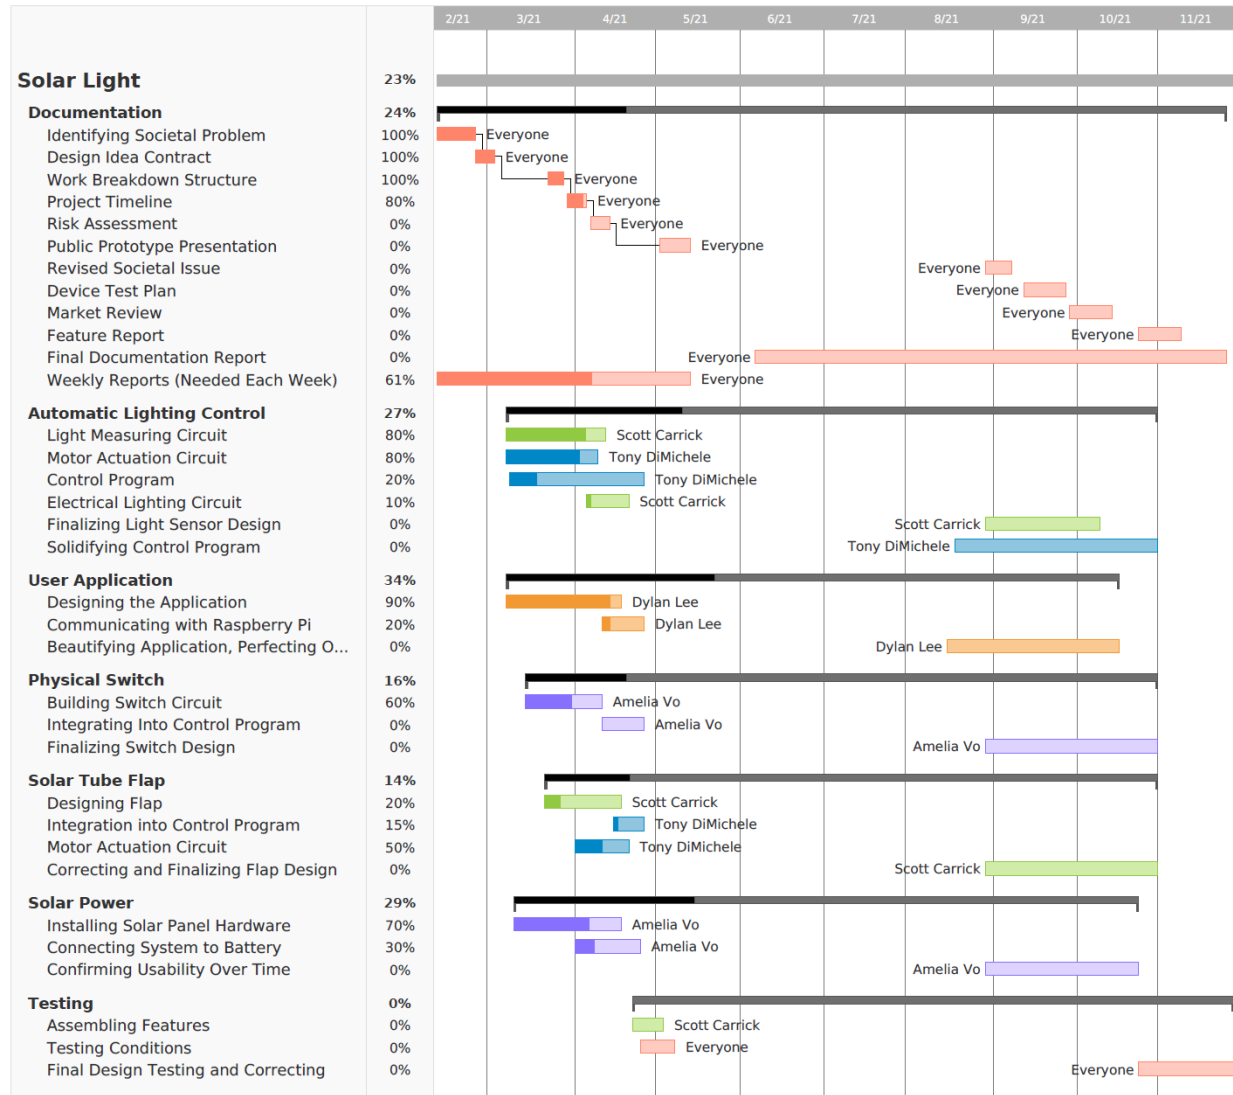 2/21 3/21 4/21 5/21 6/21 7/21 8/21 9/21 10/21 11/21
Solar Light 23%
Documentation 24%
Identifying Societal Problem 100% Everyone
Design Idea Contract 100% Everyone
Work Breakdown Structure 100% Everyone
Project Timeline 80% Everyone
Risk Assessment 0% Everyone
Public Prototype Presentation 0% Everyone
Revised Societal Issue 0% Everyone
Device Test Plan 0% Everyone
Market Review 0% Everyone
Feature Report 0% Everyone
Final Documentation Report 0% Everyone
Weekly Reports (Needed Each Week) 61% Everyone
Automatic Lighting Control 27%
Light Measuring Circuit 80% Scott Carrick
Motor Actuation Circuit 80% Tony DiMichele
Control Program 20% Tony DiMichele
Electrical Lighting Circuit 10% Scott Carrick
Finalizing Light Sensor Design 0% Scott Carrick
Solidifying Control Program 0% Tony DiMichele
User Application 34%
Designing the Application 90% Dylan Lee
Communicating with Raspberry Pi 20% Dylan Lee
Beautifying Application, Perfecting O... 0% Dylan Lee
Physical Switch 16%
Building Switch Circuit 60% Amelia Vo
Integrating Into Control Program 0% Amelia Vo
Finalizing Switch Design 0% Amelia Vo
Solar Tube Flap 14%
Designing Flap 20% Scott Carrick
Integration into Control Program 15% Tony DiMichele
Motor Actuation Circuit 50% Tony DiMichele
Correcting and Finalizing Flap Design 0% Scott Carrick
Solar Power 29%
Installing Solar Panel Hardware 70% Amelia Vo
Connecting System to Battery 30% Amelia Vo
Confirming Usability Over Time 0% Amelia Vo
Testing 0%
Assembling Features 0% Scott Carrick
Testing Conditions 0% Everyone
Final Design Testing and Correcting 0% Everyone